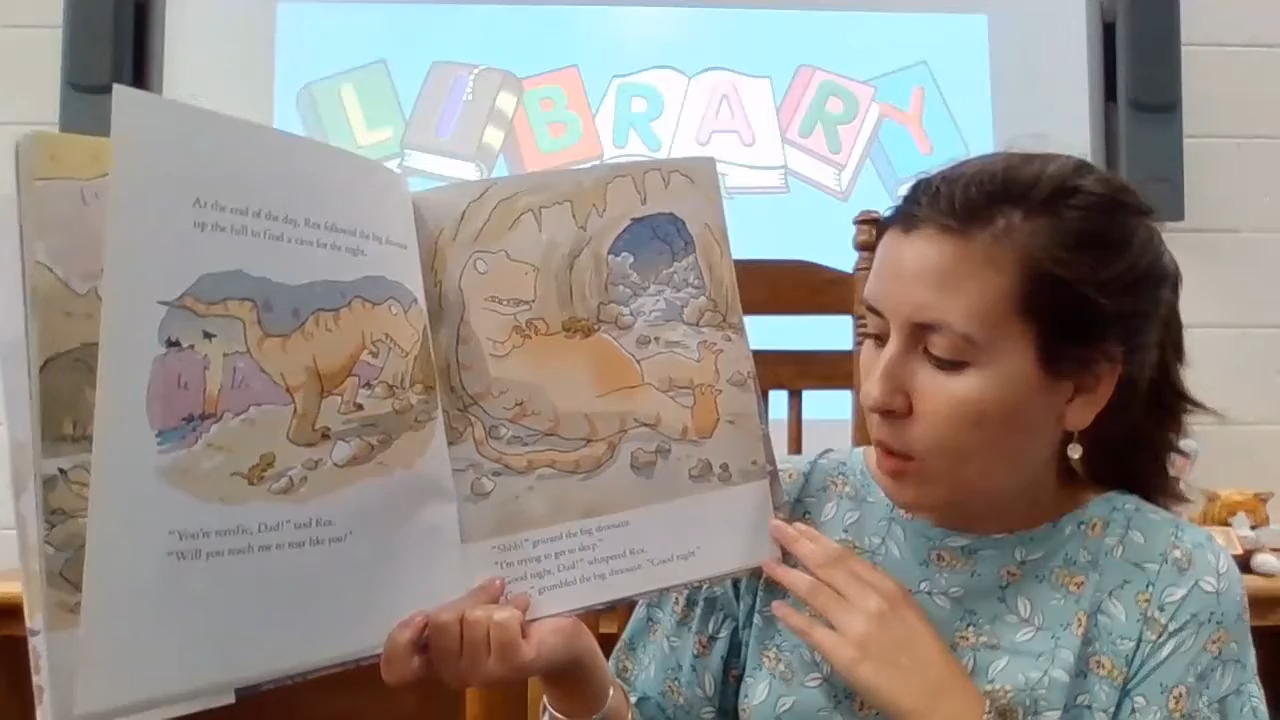 LIBRARY
At the end of the day, Rex followed the big dinosaur
up the hill to find a cave for the night.
"You're terrific, Dad!" said Rex.
"Will you teach me to roar like you?"
"Shhh!" grunted the big dinosaur.
"I'm trying to get to sleep."
"Good night, Dad!" whispered Rex.
grumbled the big dinosaur. "Good night."